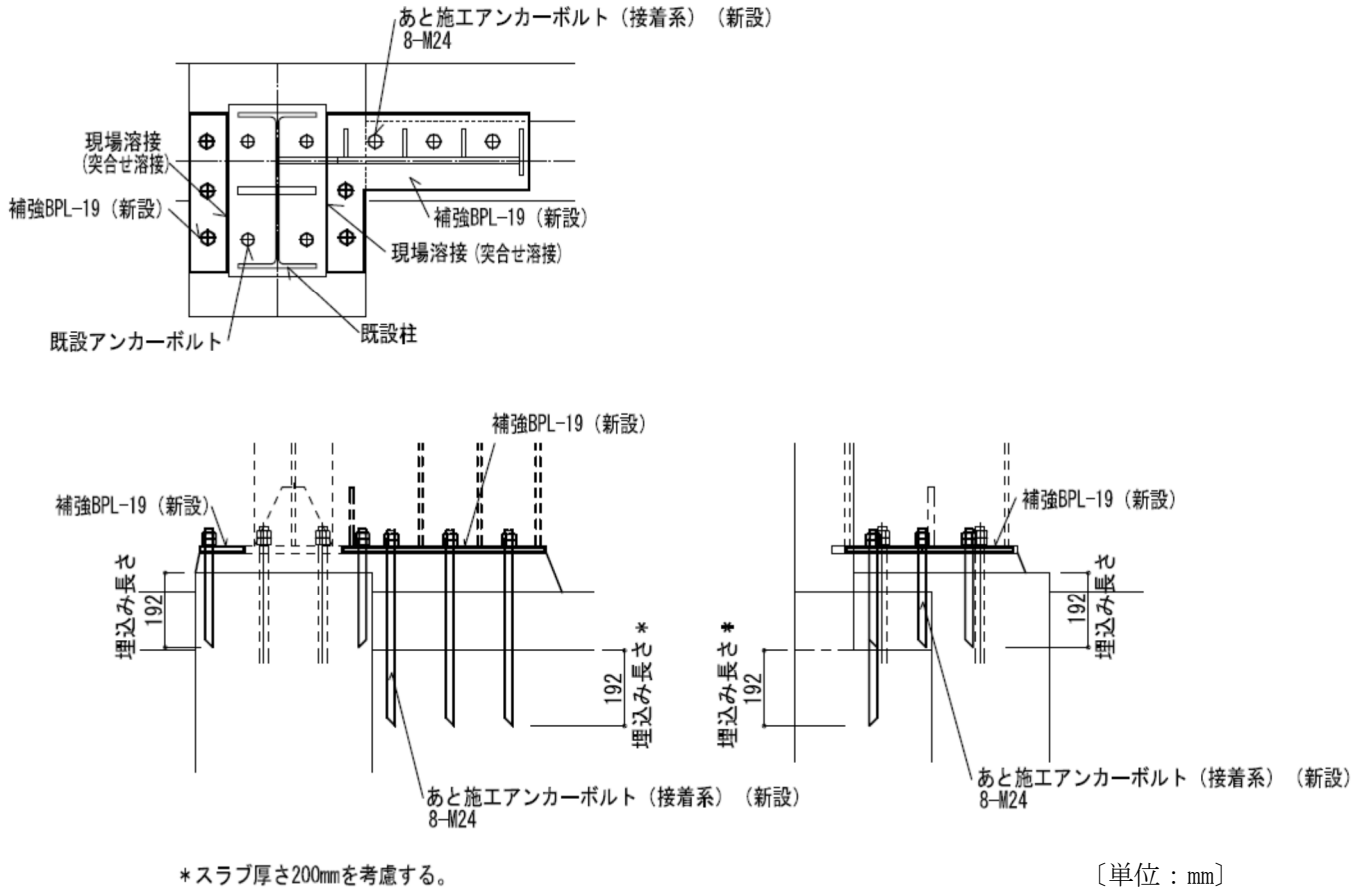 あと施工アンカーボルト（接着系）（新設）
8-M24
現場溶接
(突合せ溶接)
補強BPL-19（新設）
補強BPL-19（新設）
現場溶接(突合せ溶接)
既設アンカーボルト
既設柱
補強BPL-19（新設）
補強BPL-19（新設）
補強BPL-19（新設）
埋込み長さ
192
192
埋込み長さ＊
埋込み長さ＊
192
192
埋込み長さ
あと施工アンカーボルト（接着系）（新設）
8-M24
あと施工アンカーボルト（接着系）（新設）
8-M24
＊スラブ厚さ200mmを考慮する。
〔単位：mm〕